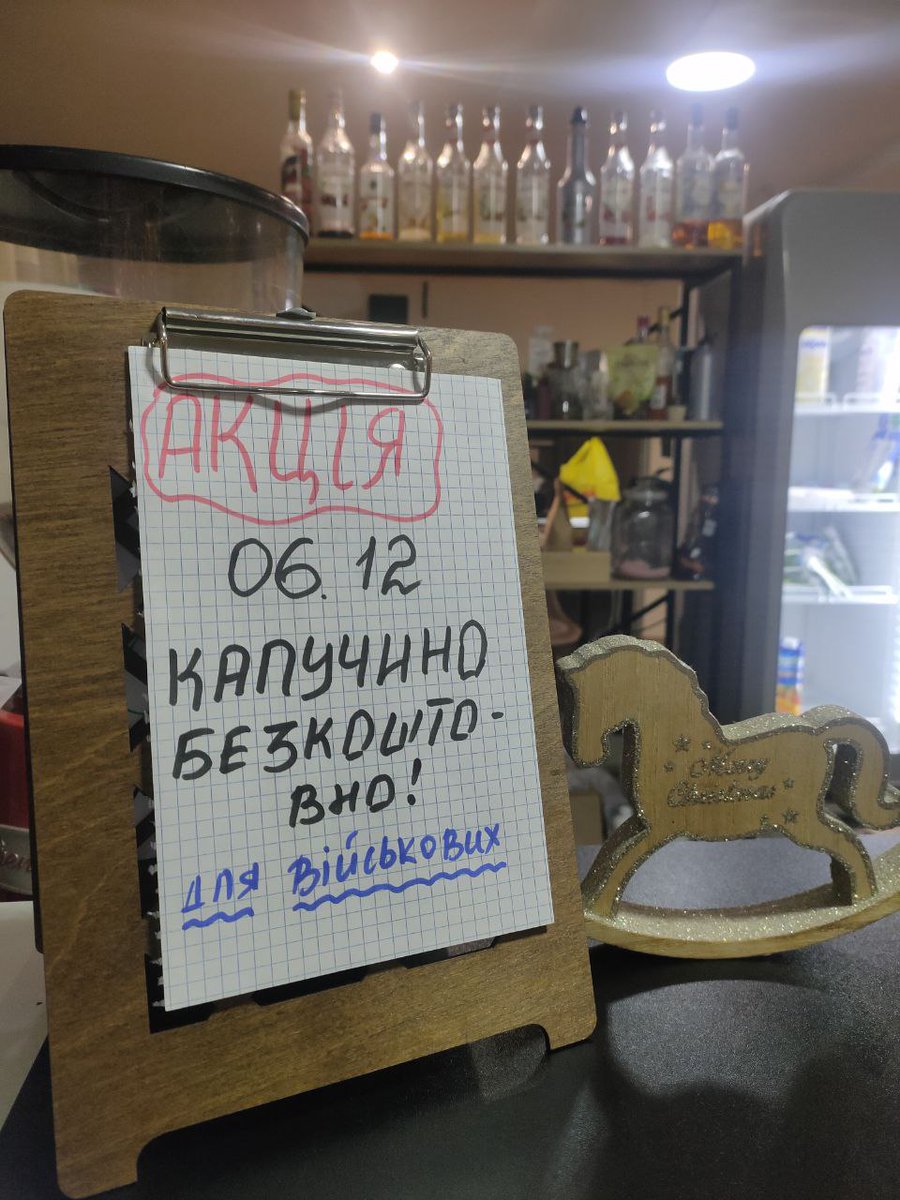 АКЦІЯ
06.12
КАПУЧИНО
БЕЗКОШТО-
ВНО!
для військових
Merry
Christmas